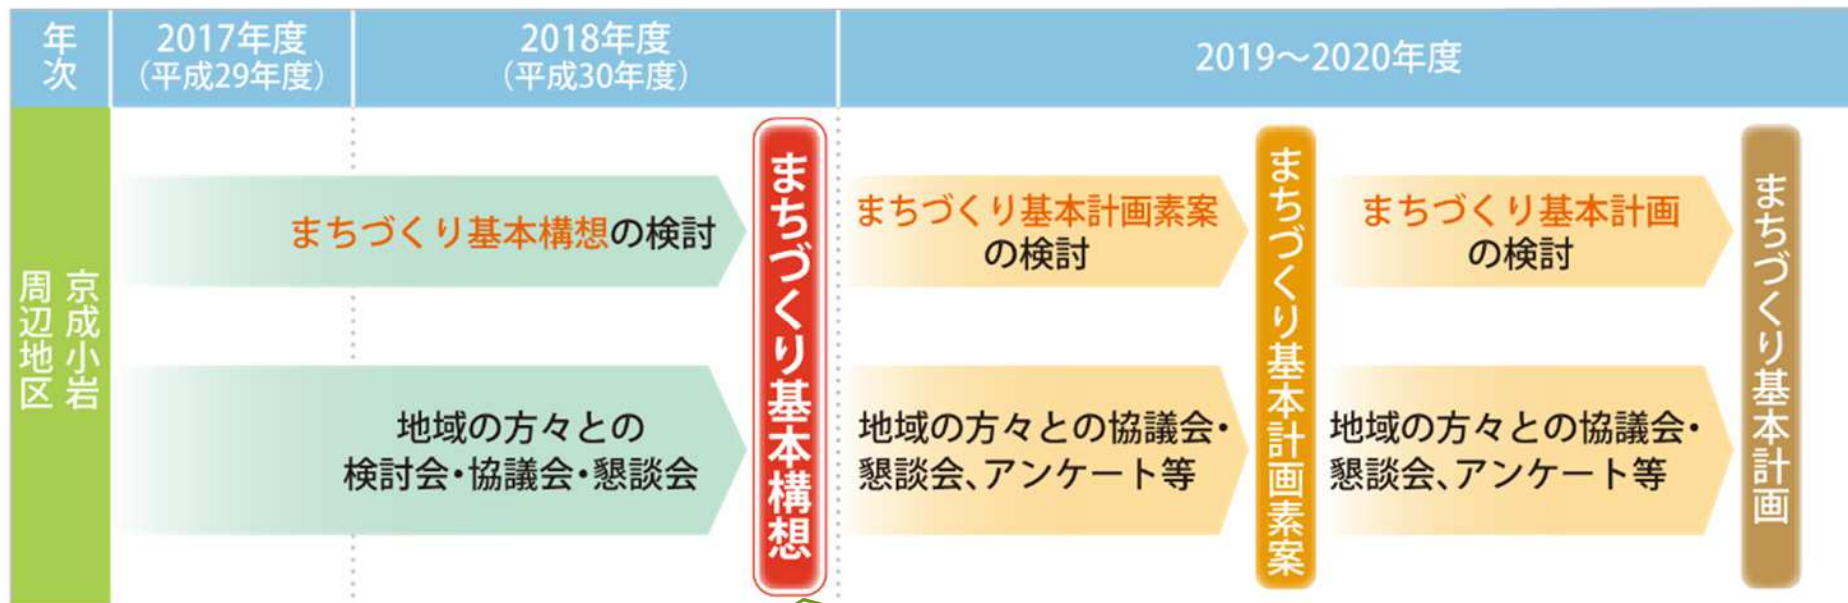 年次
2017年度
（平成29年度）
2018年度
（平成30年度）
2019～2020年度
京成小岩
周辺地区
まちづくり基本構想の検討
地域の方々との
検討会・協議会・懇談会
まちづくり基本構想
まちづくり基本計画素案
の検討
地域の方々との協議会・
懇談会、アンケート等
まちづくり基本計画素案
まちづくり基本計画
の検討
地域の方々との協議会・
懇談会、アンケート等
まちづくり基本計画